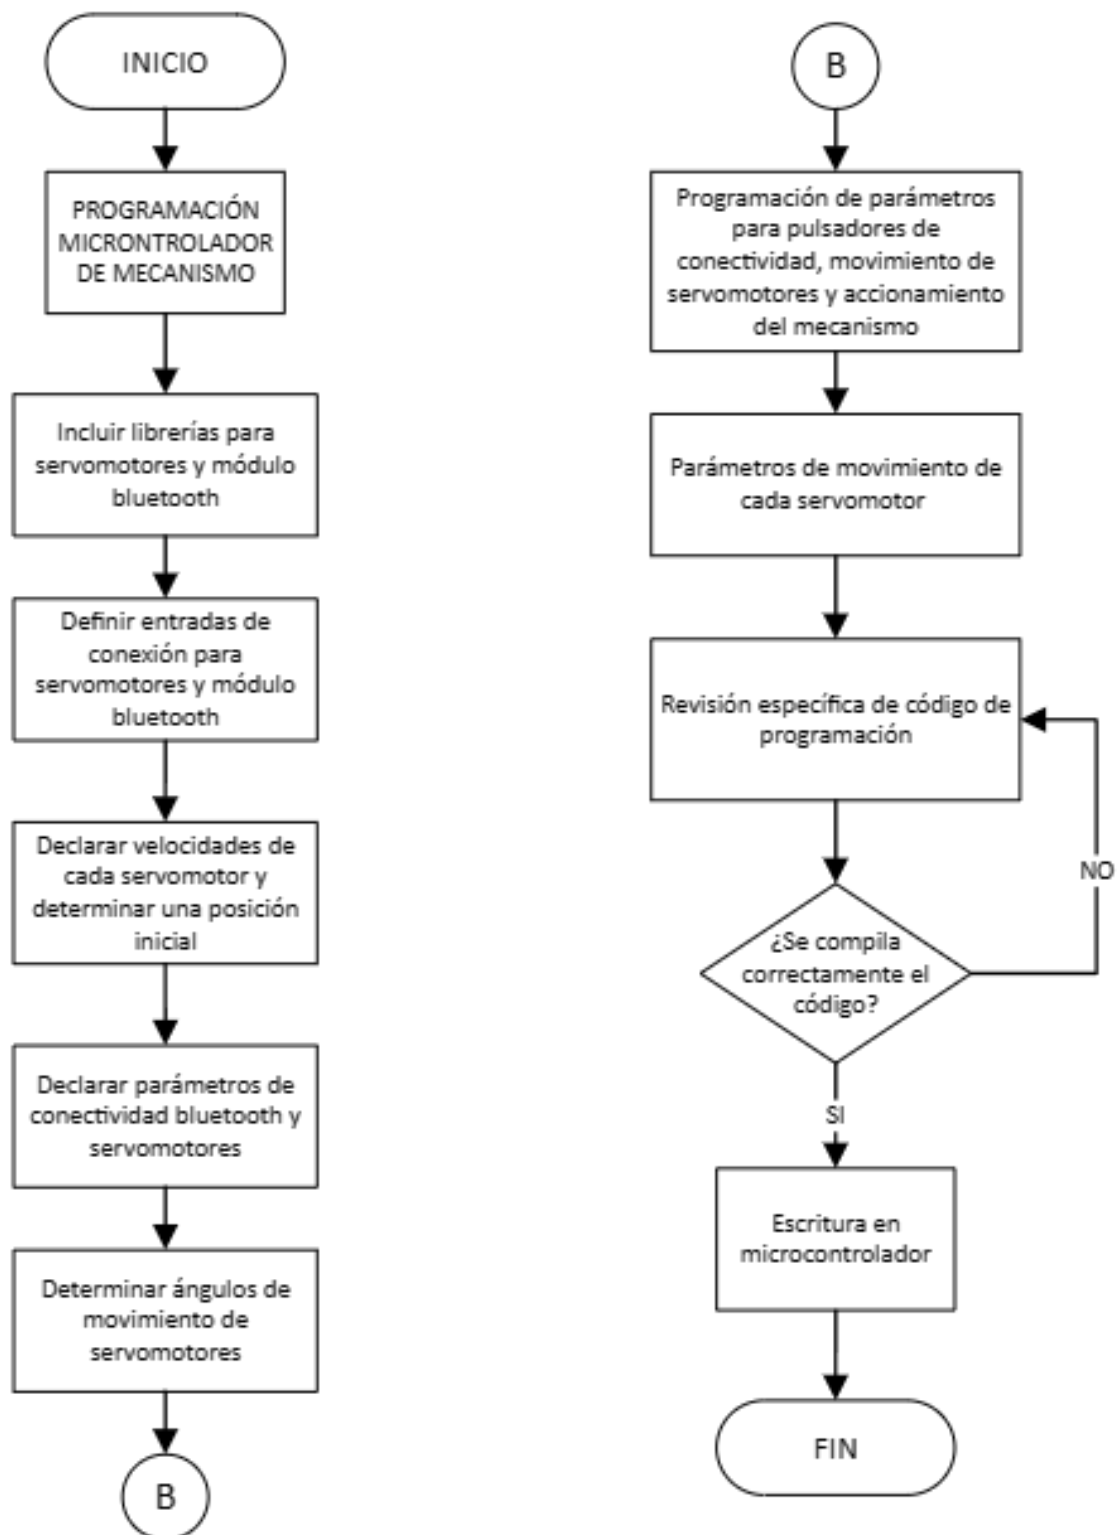 INICIO
PROGRAMACIÓN
MICRONTROLADOR
DE MECANISMO
Incluir librerías para
servomotores y módulo
bluetooth
Definir entradas de
conexión para
servomotores y módulo
bluetooth
Declarar velocidades de
cada servomotor y
determinar una posición
inicial
Declarar parámetros de
conectividad bluetooth y
servomotores
Determinar ángulos de
movimiento de
servomotores
B
B
Programación de parámetros
para pulsadores de
conectividad, movimiento de
servomotores y accionamiento
del mecanismo
Parámetros de movimiento de
cada servomotor
Revisión específica de código de
programación
NO
¿Se compila
correctamente el
código?
SI
Escritura en
microcontrolador
FIN